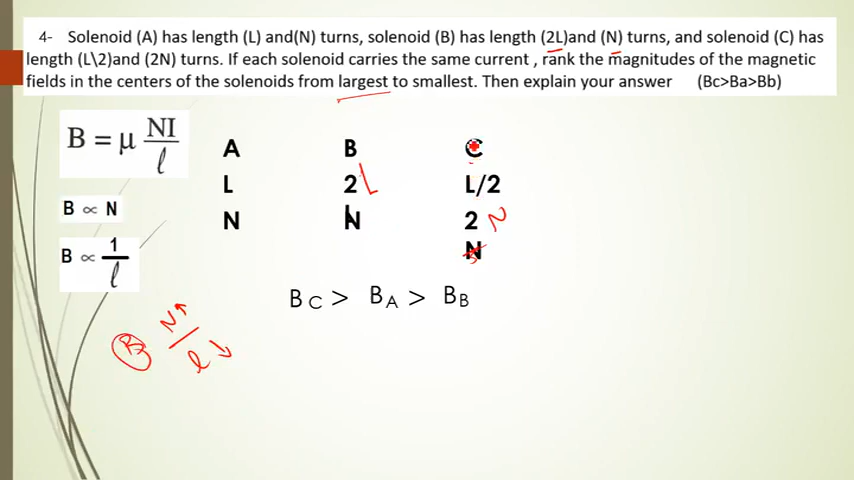 4- Solenoid (A) has length (L) and(N) turns, solenoid (B) has length (2L)and (N) turns, and solenoid (C) has
length (L\2)and (2N) turns. If each solenoid carries the same current , rank the magnitudes of the magnetic
fields in the centers of the solenoids from largest to smallest. Then explain your answer (Bc>Ba>Bb)
B = μ NI/ℓ
B ∝ N
B ∝ 1/ℓ
A B C
L 2L L L/2
N N 2 N
N
BC > BA > BB
B N↑/ℓ↓